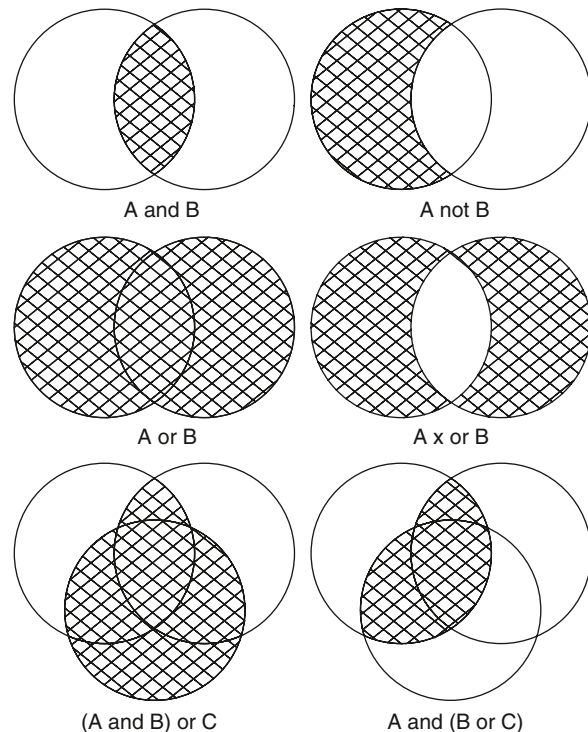 A and B
A not B
A or B
A x or B
(A and B) or C
A and (B or C)